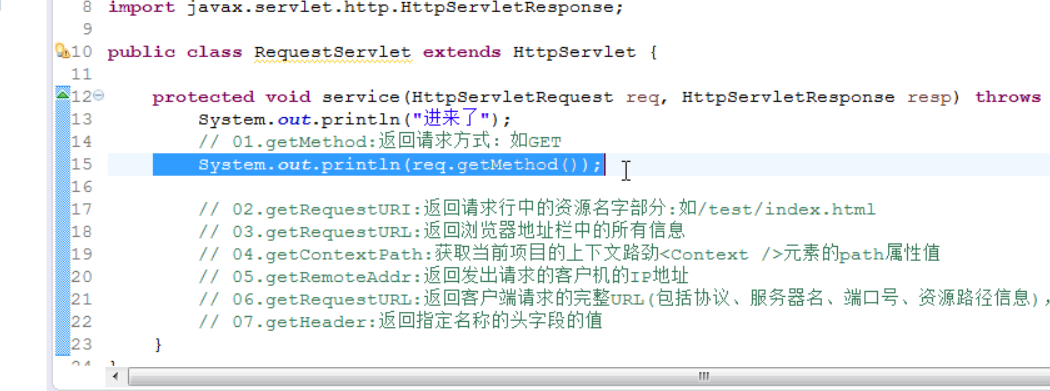 8 import javax.servlet.http.HttpServletResponse;
9
10 public class RequestServlet extends HttpServlet {
11
12 protected void service(HttpServletRequest req, HttpServletResponse resp) throws
13 System.out.println("进来了");
14 // 01.getMethod:返回请求方式：如GET
15 System.out.println(req.getMethod());
16
17 // 02.getRequestURI:返回请求行中的资源名字部分:如/test/index.html
18 // 03.getRequestURL:返回浏览器地址栏中的所有信息
19 // 04.getContextPath:获取当前项目的上下文路劲<Context />元素的path属性值
20 // 05.getRemoteAddr:返回发出请求的客户机的IP地址
21 // 06.getRequestURL:返回客户端请求的完整URL(包括协议、服务器名、端口号、资源路径信息),
22 // 07.getHeader:返回指定名称的头字段的值
23 }
24 }